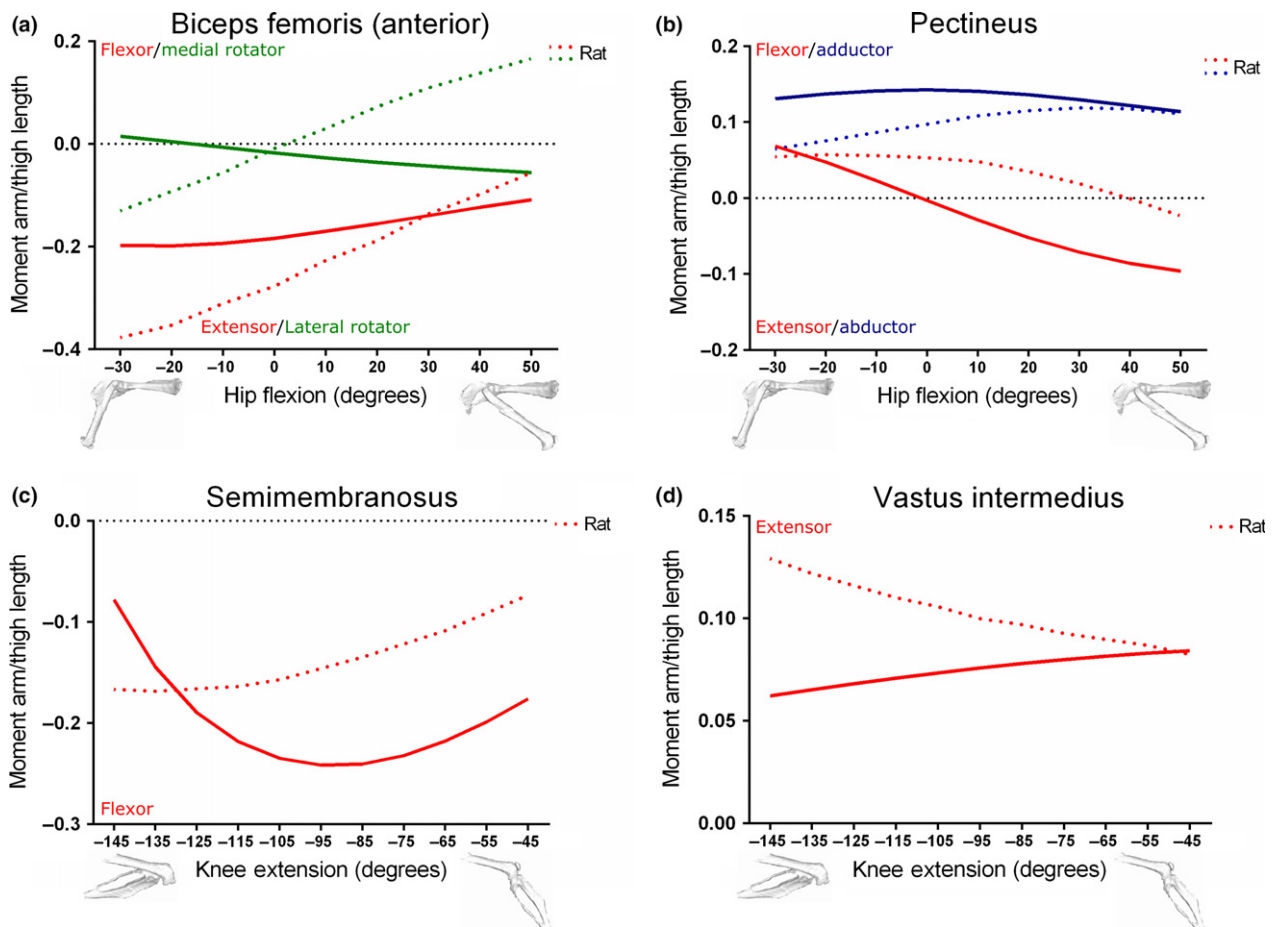 (a)
Biceps femoris (anterior)
Flexor/medial rotator
Rat
Extensor/Lateral rotator
Moment arm/thigh length
0.2
0.0
–0.2
–0.4
–30 –20 –10 0 10 20 30 40 50
Hip flexion (degrees)
(b)
Pectineus
Flexor/adductor
Rat
Extensor/abductor
Moment arm/thigh length
0.2
0.1
0.0
–0.1
–0.2
–30 –20 –10 0 10 20 30 40 50
Hip flexion (degrees)
(c)
Semimembranosus
Rat
Flexor
Moment arm/thigh length
0.0
–0.1
–0.2
–0.3
–145 –135 –125 –115 –105 –95 –85 –75 –65 –55 –45
Knee extension (degrees)
(d)
Vastus intermedius
Extensor
Rat
Moment arm/thigh length
0.15
0.10
0.05
0.00
–145 –135 –125 –115 –105 –95 –85 –75 –65 –55 –45
Knee extension (degrees)